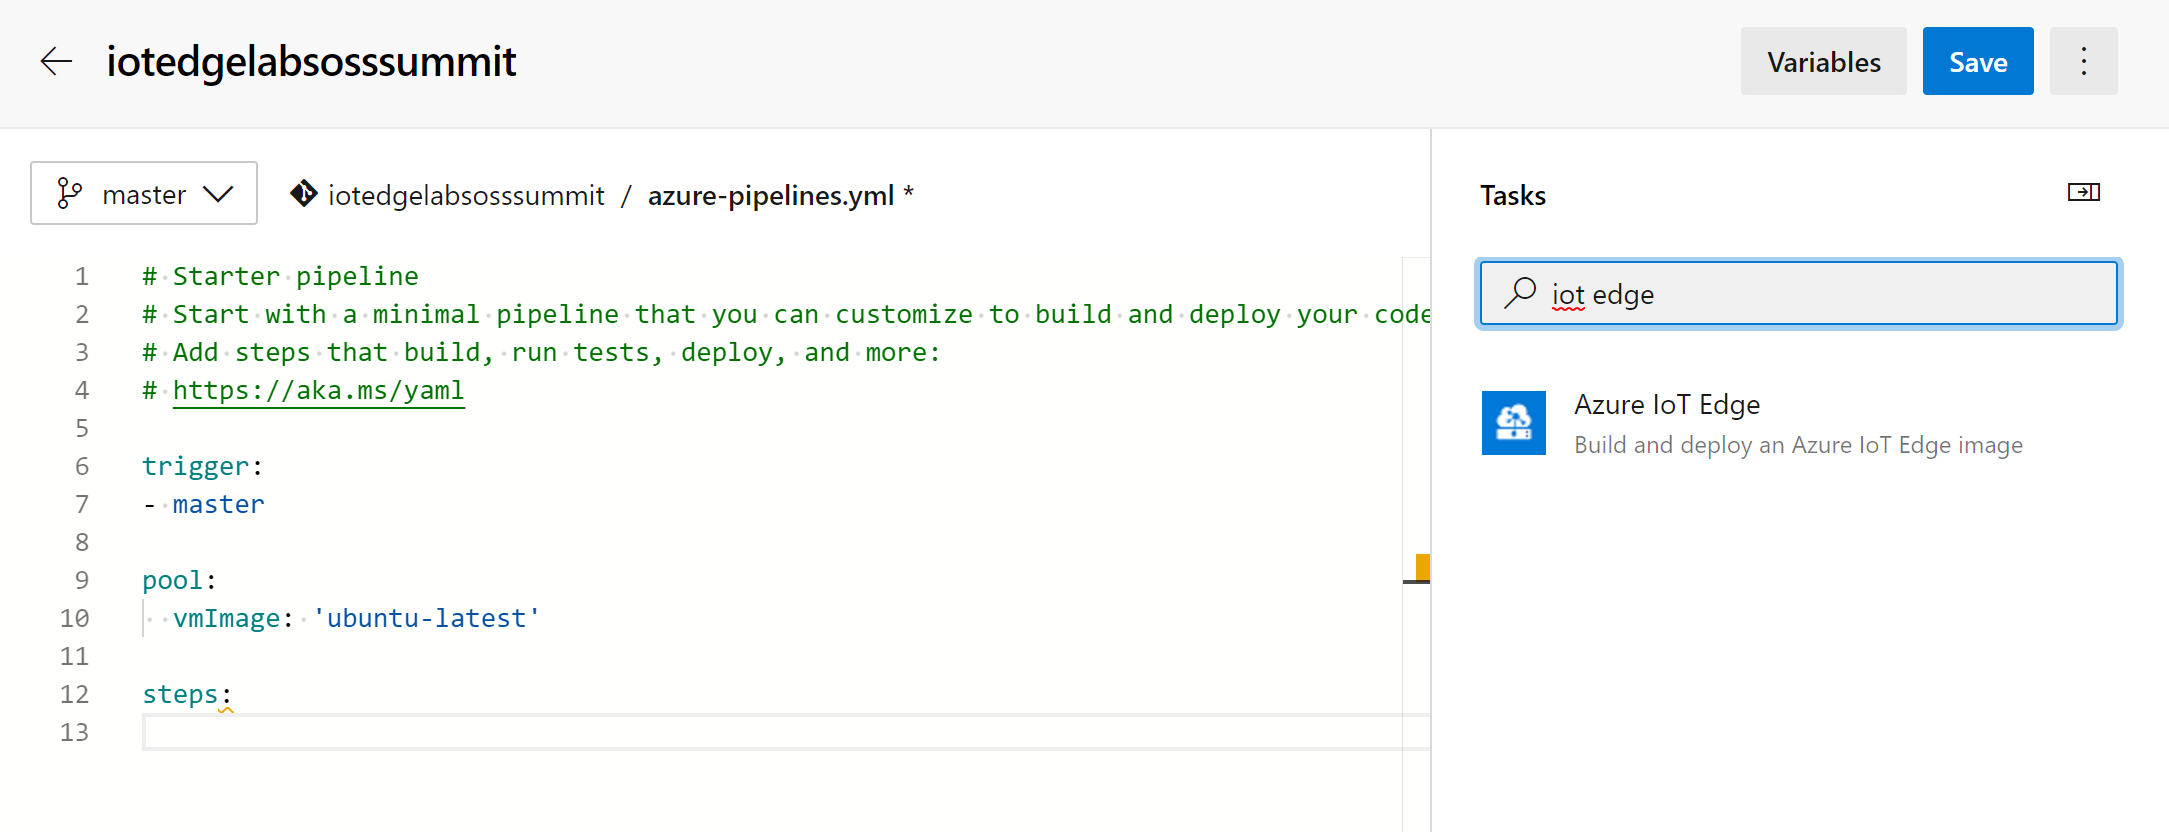 iotedgelabsosssummit
Variables
Save
master
iotedgelabsosssummit / azure-pipelines.yml *
1 # Starter pipeline
2 # Start with a minimal pipeline that you can customize to build and deploy your code
3 # Add steps that build, run tests, deploy, and more:
4 # https://aka.ms/yaml
5
6 trigger:
7 - master
8
9 pool:
10   vmImage: 'ubuntu-latest'
11
12 steps:
13
Tasks
iot edge
Azure IoT Edge
Build and deploy an Azure IoT Edge image